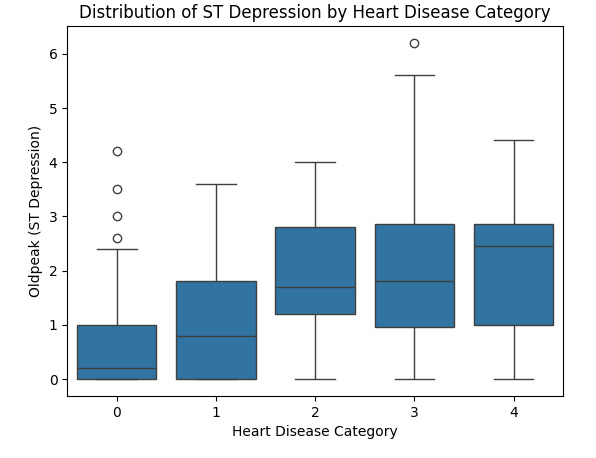 Distribution of ST Depression by Heart Disease Category
Oldpeak (ST Depression)
6
5
4
3
2
1
0
0 1 2 3 4
Heart Disease Category